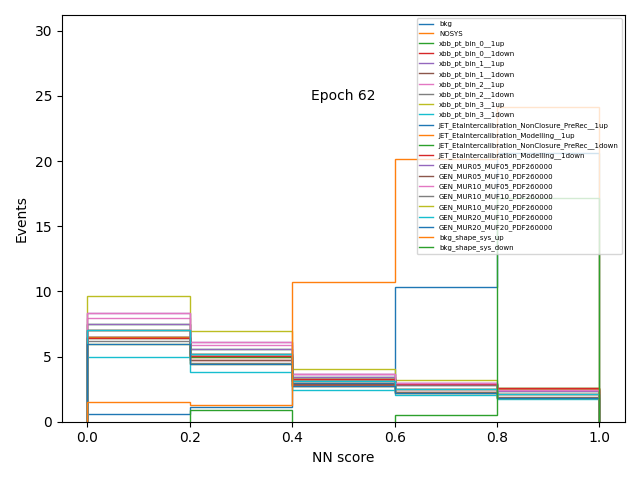 Epoch 62
bkg
NOSYS
xbb_pt_bin_0__1up
xbb_pt_bin_0__1down
xbb_pt_bin_1__1up
xbb_pt_bin_1__1down
xbb_pt_bin_2__1up
xbb_pt_bin_2__1down
xbb_pt_bin_3__1up
xbb_pt_bin_3__1down
JET_EtaIntercalibration_NonClosure_PreRec__1up
JET_EtaIntercalibration_Modelling__1up
JET_EtaIntercalibration_NonClosure_PreRec__1down
JET_EtaIntercalibration_Modelling__1down
GEN_MUR05_MUF05_PDF260000
GEN_MUR05_MUF10_PDF260000
GEN_MUR10_MUF05_PDF260000
GEN_MUR10_MUF10_PDF260000
GEN_MUR10_MUF20_PDF260000
GEN_MUR20_MUF10_PDF260000
GEN_MUR20_MUF20_PDF260000
bkg_shape_sys_up
bkg_shape_sys_down
Events
30
25
20
15
10
5
0
0.0 0.2 0.4 0.6 0.8 1.0
NN score